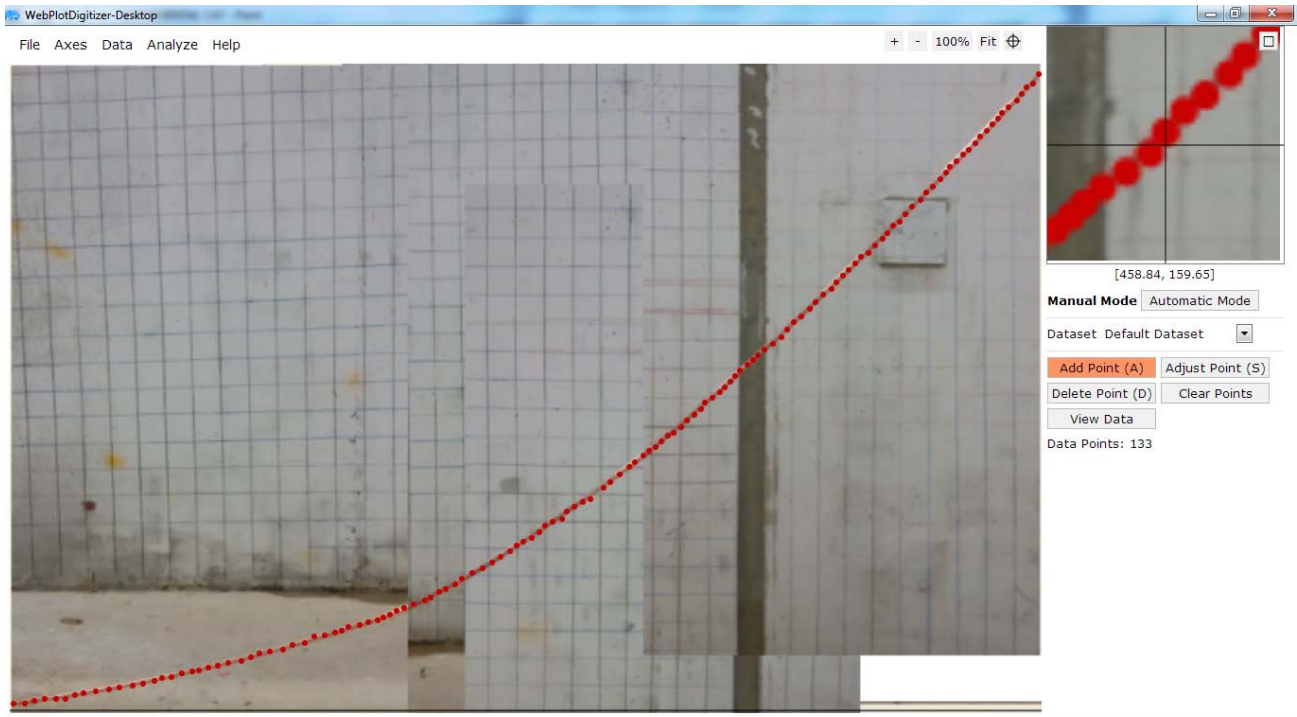 WebPlotDigitizer-Desktop
File Axes Data Analyze Help
+ - 100% Fit
[458.84, 159.65]
Manual Mode Automatic Mode
Dataset Default Dataset
Add Point (A) Adjust Point (S)
Delete Point (D) Clear Points
View Data
Data Points: 133